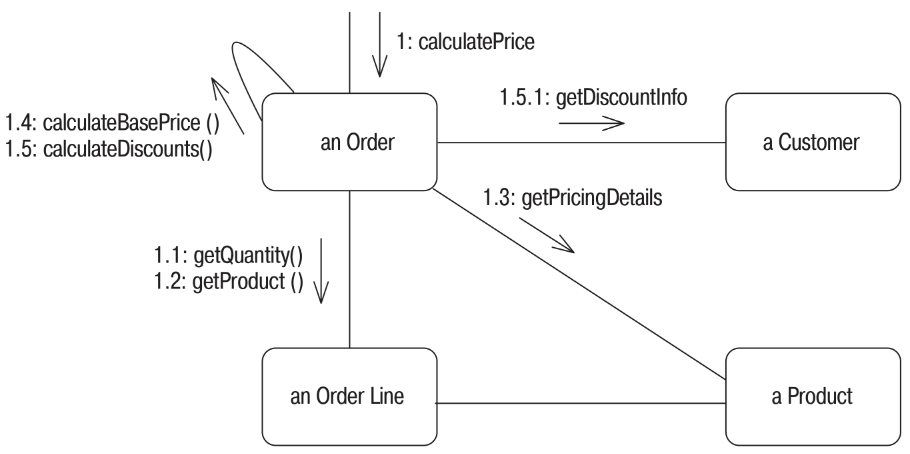 1: calculatePrice
1.5.1: getDiscountInfo
1.4: calculateBasePrice ()
1.5: calculateDiscounts()
an Order
a Customer
1.3: getPricingDetails
1.1: getQuantity()
1.2: getProduct ()
an Order Line
a Product